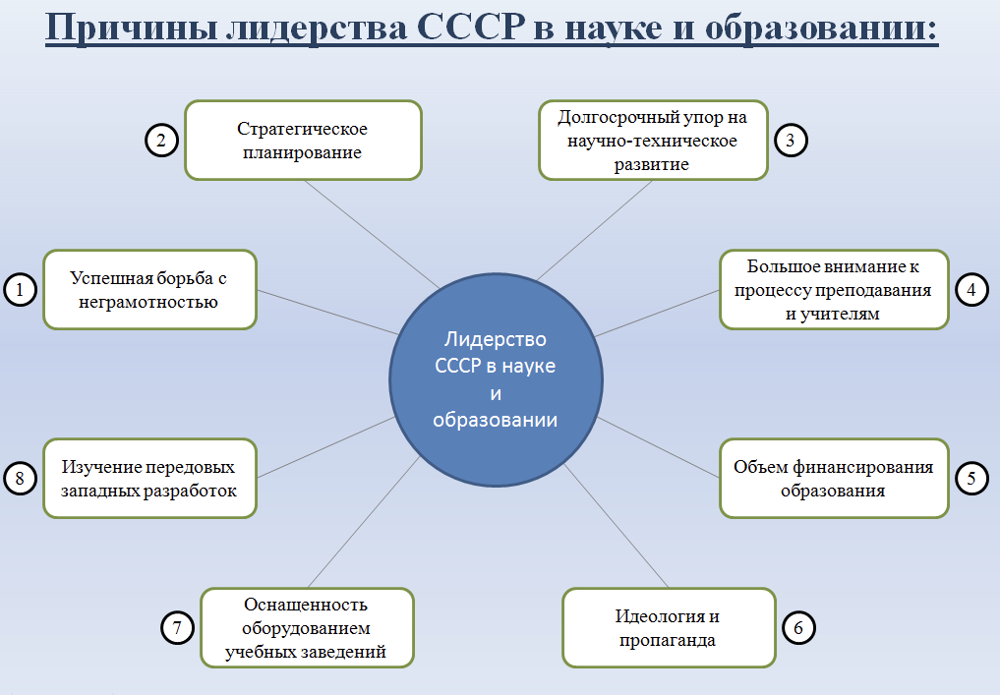 Причины лидерства СССР в науке и образовании:
2
Стратегическое
планирование
Долгосрочный упор на
научно-техническое
развитие
3
1
Успешная борьба с
неграмотностью
Большое внимание к
процессу преподавания
и учителям
4
Лидерство
СССР в науке
и
образовании
8
Изучение передовых
западных разработок
Объем финансирования
образования
5
7
Оснащенность
оборудованием
учебных заведений
Идеология и
пропаганда
6